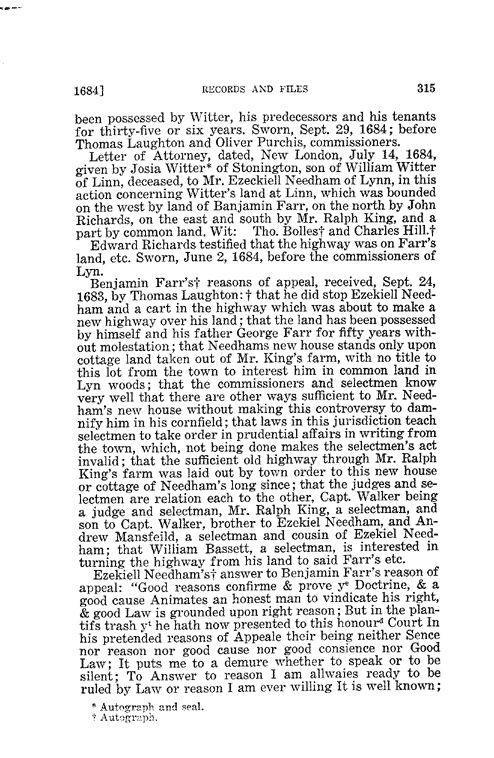 1684] RECORDS AND FILES 315
been possessed by Witter, his predecessors and his tenants
for thirty-five or six years. Sworn, Sept. 29, 1684; before
Thomas Laughton and Oliver Purchis, commissioners.
Letter of Attorney, dated, New London, July 14, 1684,
given by Josia Witter* of Stonington, son of William Witter
of Linn, deceased, to Mr. Ezeckiell Needham of Lynn, in this
action concerning Witter's land at Linn, which was bounded
on the west by land of Banjamin Farr, on the north by John
Richards, on the east and south by Mr. Ralph King, and a
part by common land. Wit: Tho. Bolles† and Charles Hill.†
Edward Richards testified that the highway was on Farr's
land, etc. Sworn, June 2, 1684, before the commissioners of
Lyn.
Benjamin Farr's† reasons of appeal, received, Sept. 24,
1683, by Thomas Laughton:† that he did stop Ezekiell Need-
ham and a cart in the highway which was about to make a
new highway over his land; that the land has been possessed
by himself and his father George Farr for fifty years with-
out molestation; that Needhams new house stands only upon
cottage land taken out of Mr. King's farm, with no title to
this lot from the town to interest him in common land in
Lyn woods; that the commissioners and selectmen know
very well that there are other ways sufficient to Mr. Need-
ham's new house without making this controversy to dam-
nify him in his cornfield; that laws in this jurisdiction teach
selectmen to take order in prudential affairs in writing from
the town, which, not being done makes the selectmen's act
invalid; that the sufficient old highway through Mr. Ralph
King's farm was laid out by town order to this new house
or cottage of Needham's long since; that the judges and se-
lectmen are relation each to the other, Capt. Walker being
a judge and selectman, Mr. Ralph King, a selectman, and
son to Capt. Walker, brother to Ezekiel Needham, and An-
drew Mansfeild, a selectman and cousin of Ezekiel Need-
ham; that William Bassett, a selectman, is interested in
turning the highway from his land to said Farr's etc.
Ezekiell Needham's† answer to Benjamin Farr's reason of
appeal: "Good reasons confirme & prove yᵉ Doctrine, & a
good cause Animates an honest man to vindicate his right,
& good Law is grounded upon right reason; But in the plan-
tifs trash yᵗ he hath now presented to this honourᵈ Court In
his pretended reasons of Appeale their being neither Sence
nor reason nor good cause nor good consience nor Good
Law; It puts me to a demure whether to speak or to be
silent; To Answer to reason I am allwaies ready to be
ruled by Law or reason I am ever willing It is well known;
* Autograph and seal.
† Autograph.